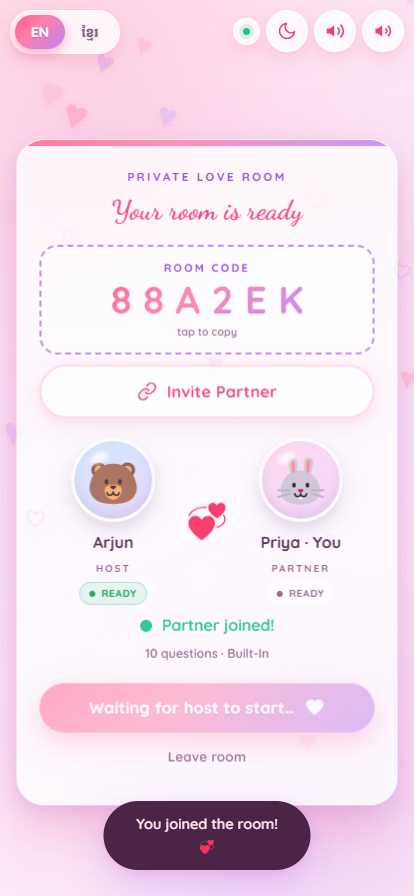 EN
ខ្មែរ
PRIVATE LOVE ROOM
Your room is ready
ROOM CODE
88A2EK
tap to copy
Invite Partner
Arjun
Priya · You
HOST
PARTNER
READY
READY
Partner joined!
10 questions · Built-In
Waiting for host to start…
Leave room
You joined the room!